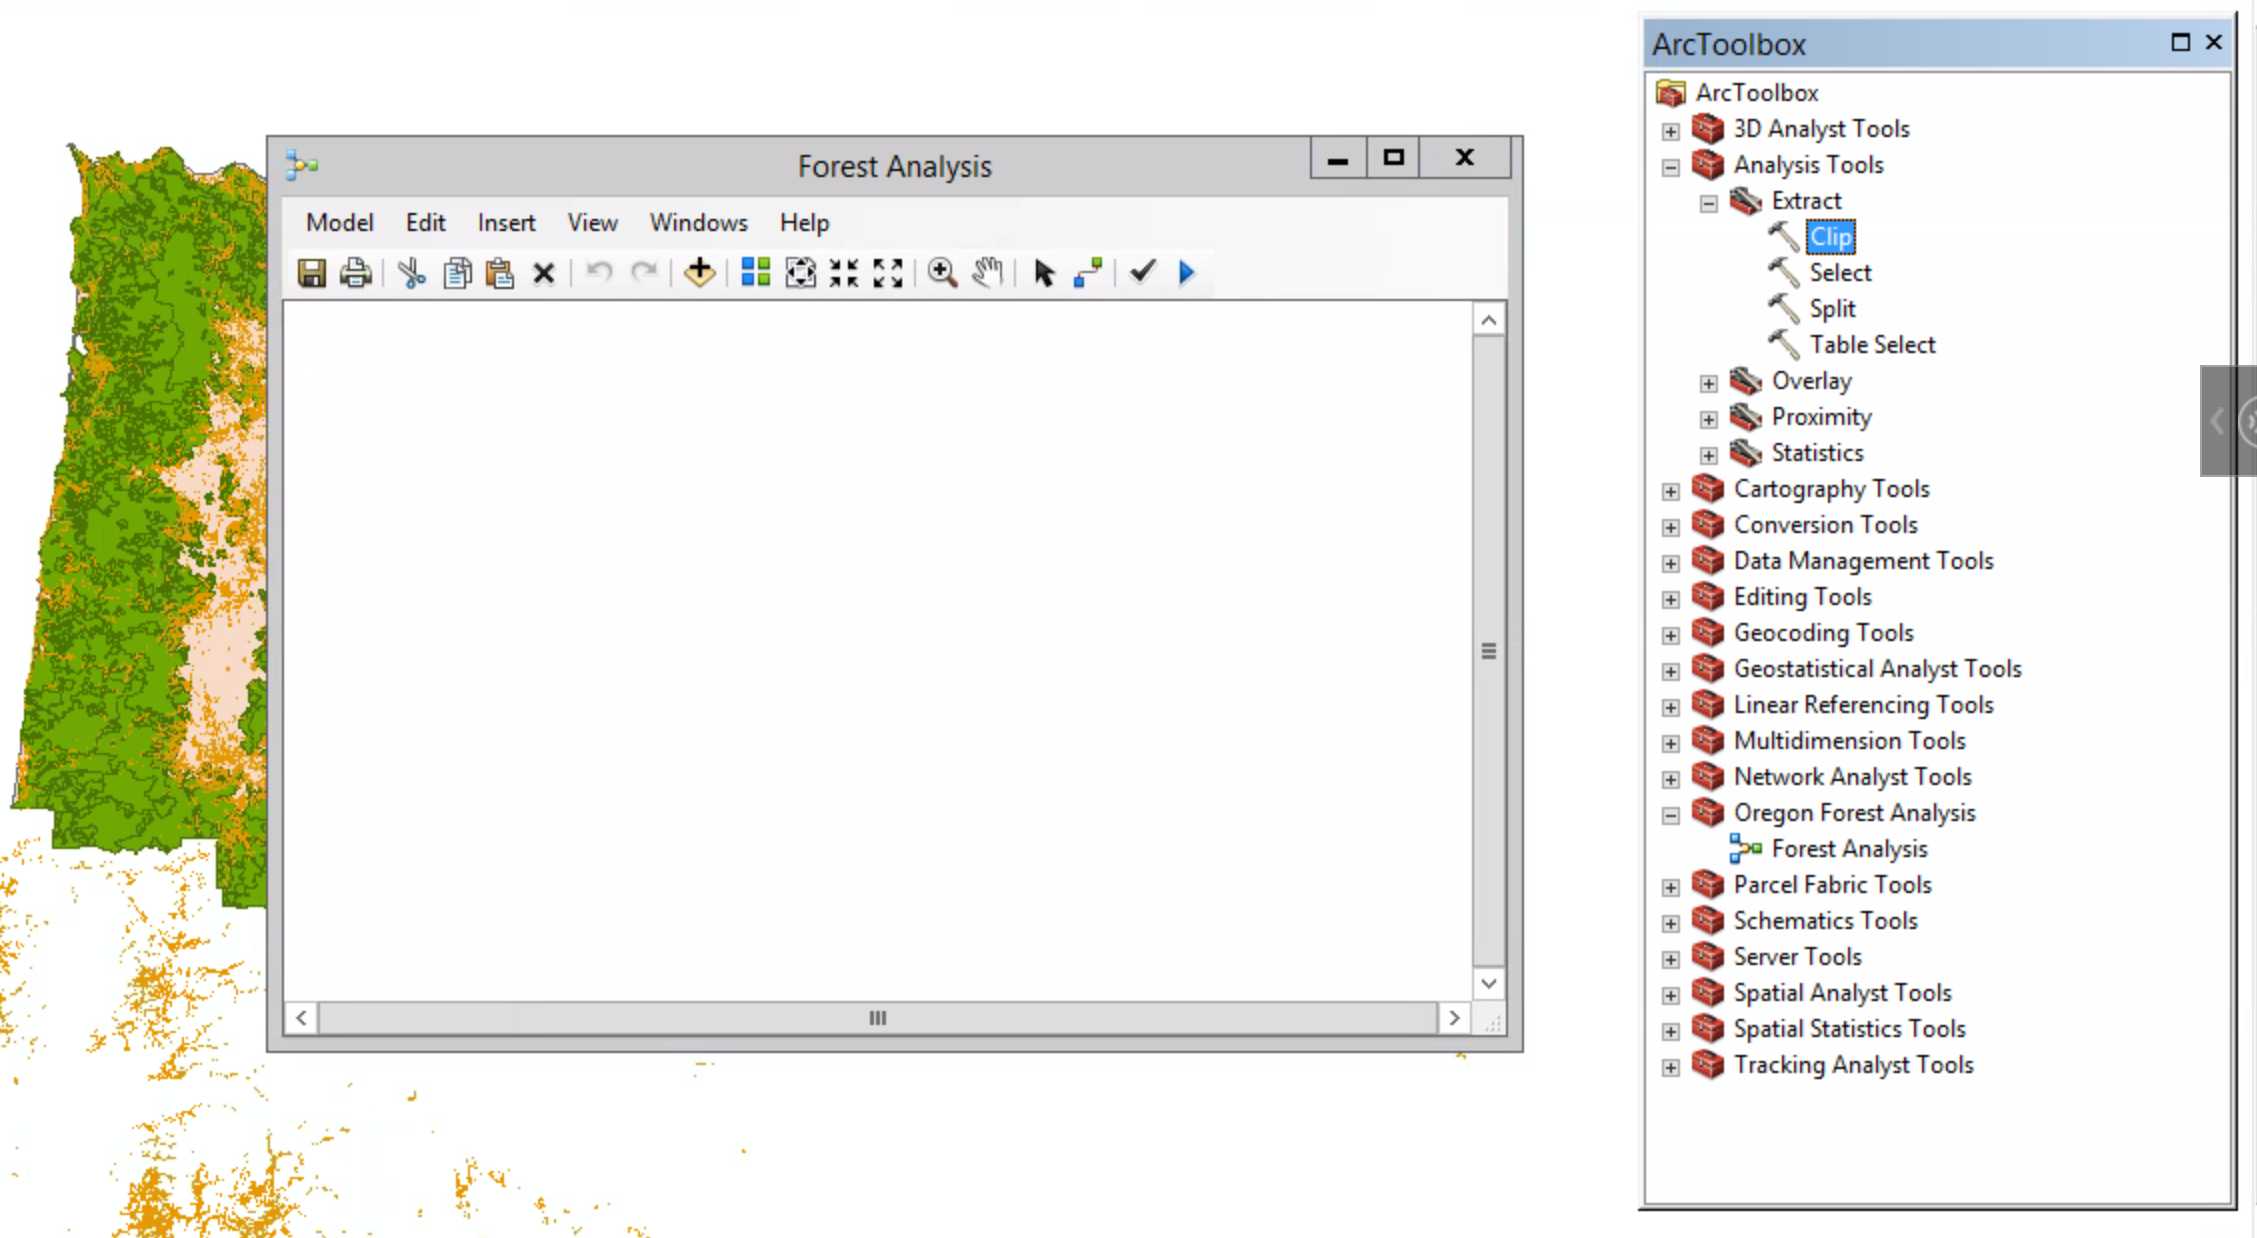 Forest Analysis
Model Edit Insert View Windows Help
ArcToolbox
ArcToolbox
3D Analyst Tools
Analysis Tools
Extract
Clip
Select
Split
Table Select
Overlay
Proximity
Statistics
Cartography Tools
Conversion Tools
Data Management Tools
Editing Tools
Geocoding Tools
Geostatistical Analyst Tools
Linear Referencing Tools
Multidimension Tools
Network Analyst Tools
Oregon Forest Analysis
Forest Analysis
Parcel Fabric Tools
Schematics Tools
Server Tools
Spatial Analyst Tools
Spatial Statistics Tools
Tracking Analyst Tools